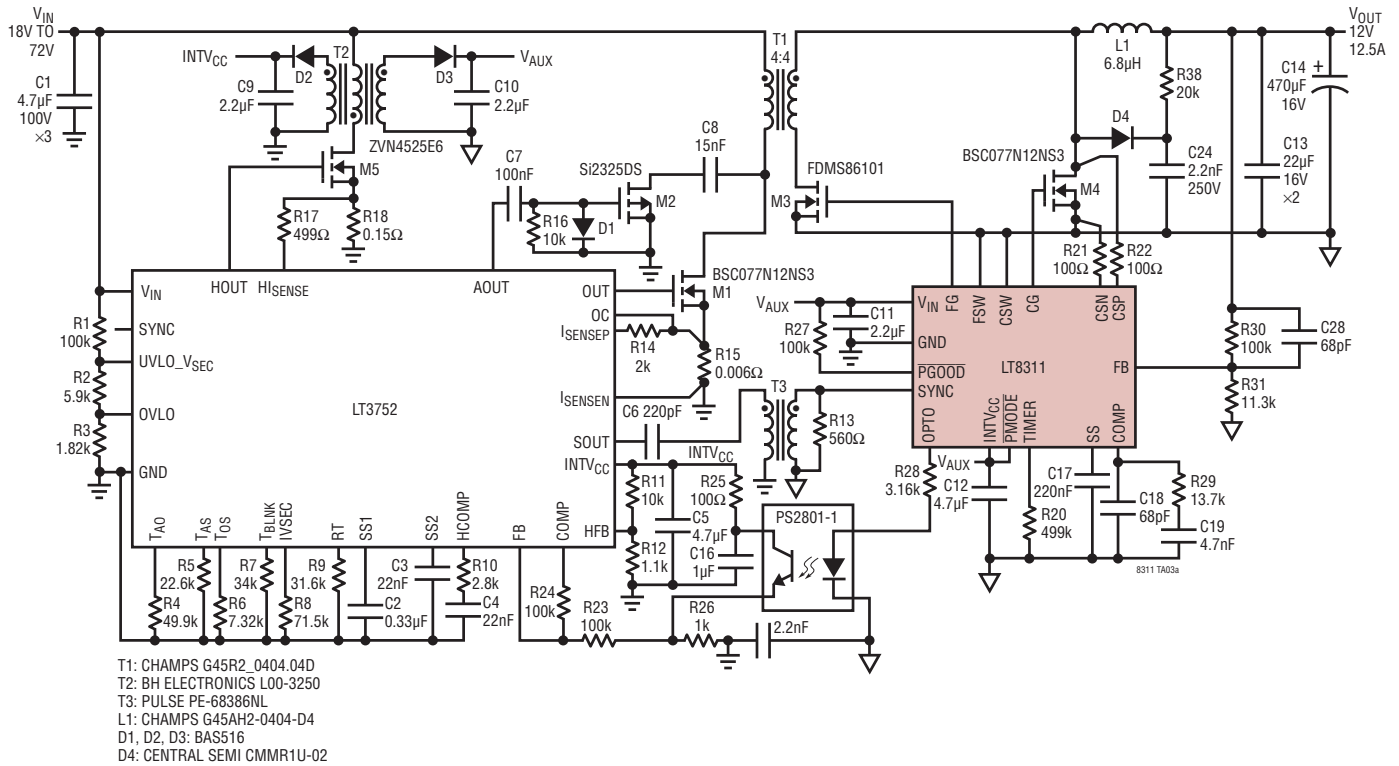 VIN
18V TO
72V
C1
4.7µF
100V
×3
INTVCC
D2
T2
D3
VAUX
C9
2.2µF
C10
2.2µF
ZVN4525E6
M5
R17
499Ω
R18
0.15Ω
C7
100nF
Si2325DS
M2
R16
10k
D1
C8
15nF
T1
4:4
FDMS86101
M3
BSC077N12NS3
M1
L1
6.8µH
R38
20k
D4
BSC077N12NS3
M4
C24
2.2nF
250V
C14
470µF
16V
+
C13
22µF
16V
×2
VOUT
12V
12.5A
R21
100Ω
R22
100Ω
R1
100k
R2
5.9k
R3
1.82k
VIN
SYNC
UVLO_VSEC
OVLO
GND
HOUT
HISENSE
AOUT
LT3752
OUT
OC
ISENSEP
ISENSEN
SOUT
INTVCC
HFB
TAO
TAS
TOS
TBLNK
IVSEC
RT
SS1
SS2
HCOMP
FB
COMP
R14
2k
R15
0.006Ω
C6 220pF
T3
R13
560Ω
INTVCC
R11
10k
R25
100Ω
C5
4.7µF
R12
1.1k
C16
1µF
PS2801-1
VAUX
R27
100k
C11
2.2µF
VIN
GND
PGOOD
SYNC
FG
FSW
CSW
CG
CSN
CSP
LT8311
FB
OPTO
INTVCC
PMODE
TIMER
SS
COMP
R30
100k
C28
68pF
R31
11.3k
R28
3.16k
VAUX
C12
4.7µF
R20
499k
C17
220nF
C18
68pF
R29
13.7k
C19
4.7nF
8311 TA03a
R5
22.6k
R4
49.9k
R6
7.32k
R7
34k
R8
71.5k
R9
31.6k
C2
0.33µF
C3
22nF
R10
2.8k
C4
22nF
R24
100k
R23
100k
R26
1k
2.2nF
T1: CHAMPS G45R2_0404.04D
T2: BH ELECTRONICS L00-3250
T3: PULSE PE-68386NL
L1: CHAMPS G45AH2-0404-D4
D1, D2, D3: BAS516
D4: CENTRAL SEMI CMMR1U-02